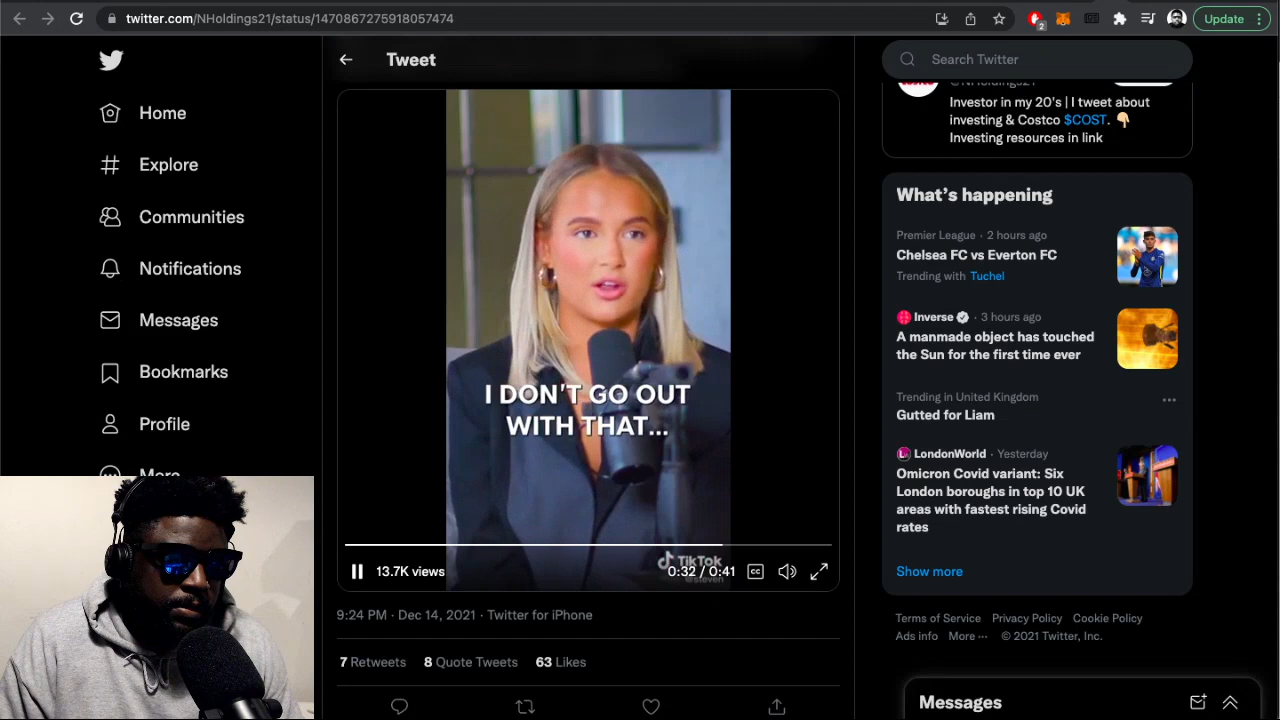 twitter.com/NHoldings21/status/1470867275918057474
2
Update
Home
Explore
Communities
Notifications
Messages
Bookmarks
Profile
More
Tweet
I DON'T GO OUT
WITH THAT...
TikTok
@steven
13.7K views
0:32 / 0:41
CC
9:24 PM · Dec 14, 2021 · Twitter for iPhone
7 Retweets 8 Quote Tweets 63 Likes
Search Twitter
@NHoldings21
Investor in my 20's | I tweet about
investing & Costco $COST.
Investing resources in link
What's happening
Premier League · 2 hours ago
Chelsea FC vs Everton FC
Trending with Tuchel
Inverse · 3 hours ago
A manmade object has touched
the Sun for the first time ever
Trending in United Kingdom
Gutted for Liam
LondonWorld · Yesterday
Omicron Covid variant: Six
London boroughs in top 10 UK
areas with fastest rising Covid
rates
Show more
Terms of Service Privacy Policy Cookie Policy
Ads info More ··· © 2021 Twitter, Inc.
Messages